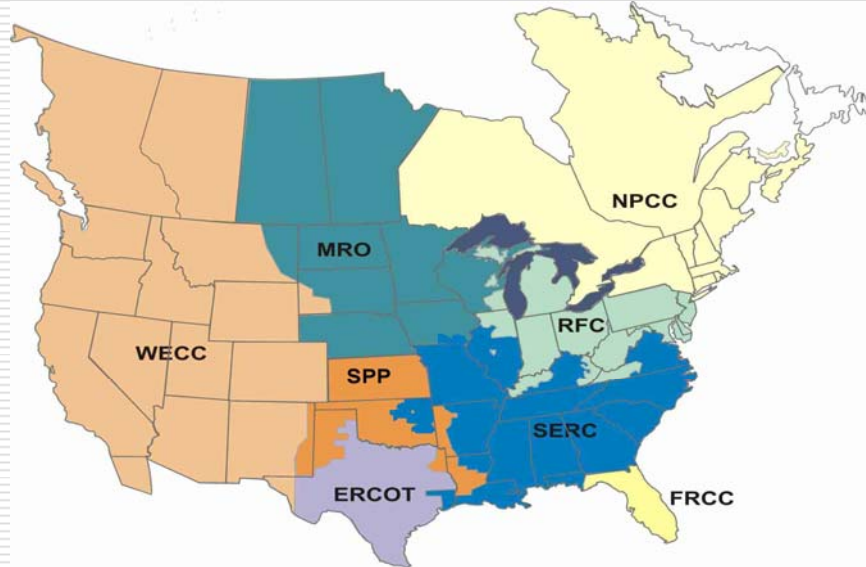 NPCC
MRO
RFC
WECC
SPP
SERC
ERCOT
FRCC